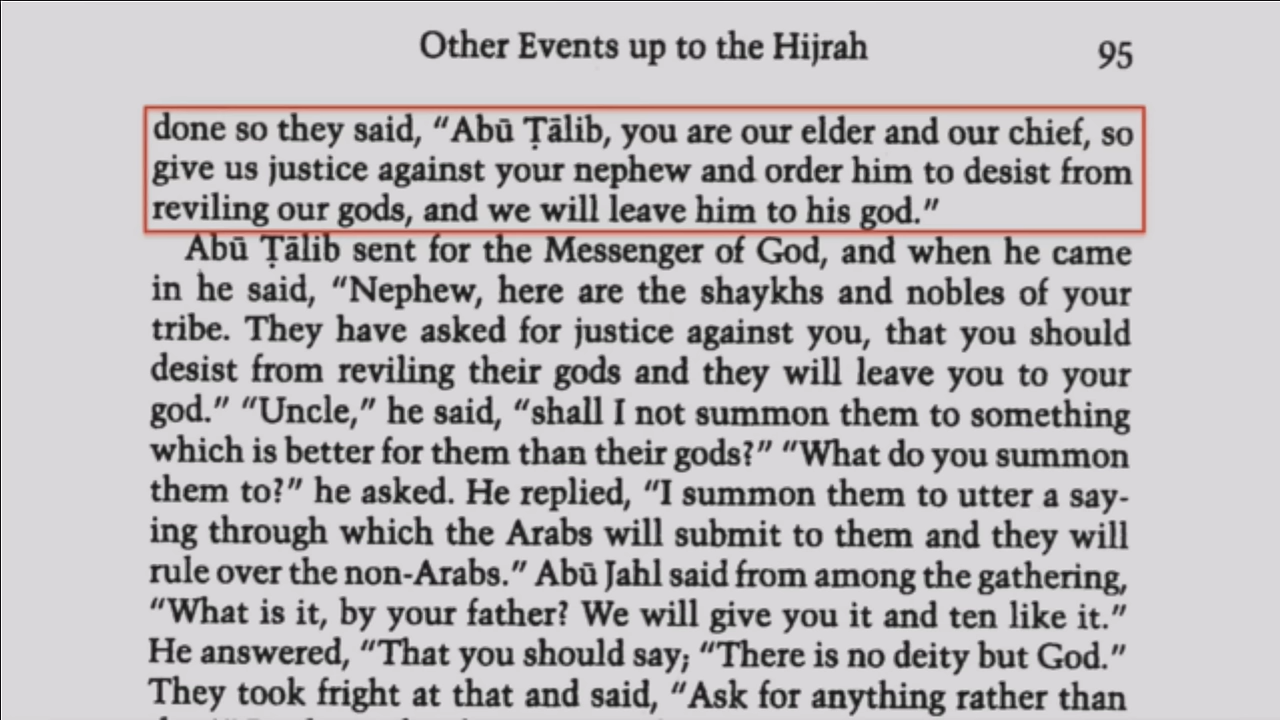 Other Events up to the Hijrah 95
done so they said, “Abū Ṭālib, you are our elder and our chief, so
give us justice against your nephew and order him to desist from
reviling our gods, and we will leave him to his god.”
Abū Ṭālib sent for the Messenger of God, and when he came
in he said, “Nephew, here are the shaykhs and nobles of your
tribe. They have asked for justice against you, that you should
desist from reviling their gods and they will leave you to your
god.” “Uncle,” he said, “shall I not summon them to something
which is better for them than their gods?” “What do you summon
them to?” he asked. He replied, “I summon them to utter a say-
ing through which the Arabs will submit to them and they will
rule over the non-Arabs.” Abū Jahl said from among the gathering,
“What is it, by your father? We will give you it and ten like it.”
He answered, “That you should say; “There is no deity but God.”
They took fright at that and said, “Ask for anything rather than